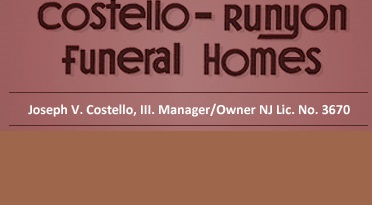 Costello - Runyon
Funeral Homes
Joseph V. Costello, III. Manager/Owner NJ Lic. No. 3670